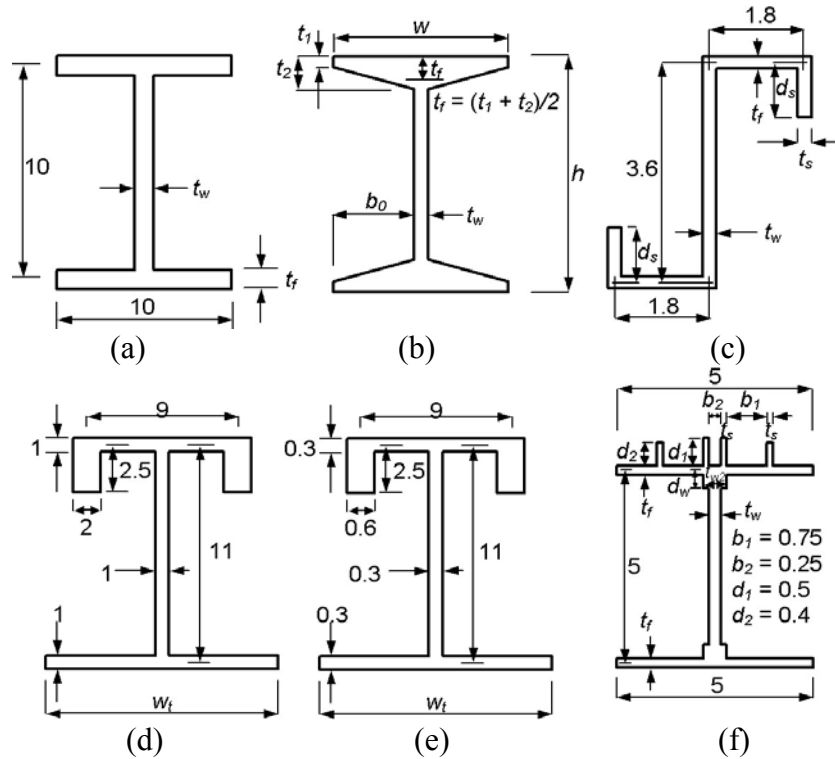 10
t_w
t_f
10
(a)
w
t_1
t_2
t_f
t_f = (t_1 + t_2)/2
h
b_0
t_w
(b)
1.8
t_f
d_s
t_s
3.6
d_s
t_w
1.8
(c)
9
1
2.5
2
11
1
1
w_t
(d)
9
0.3
2.5
0.6
11
0.3
0.3
w_t
(e)
5
b_2
b_1
t_s
t_s
d_2
d_1
d_w
t_f
t_w
5
b_1 = 0.75
b_2 = 0.25
d_1 = 0.5
d_2 = 0.4
t_f
5
(f)